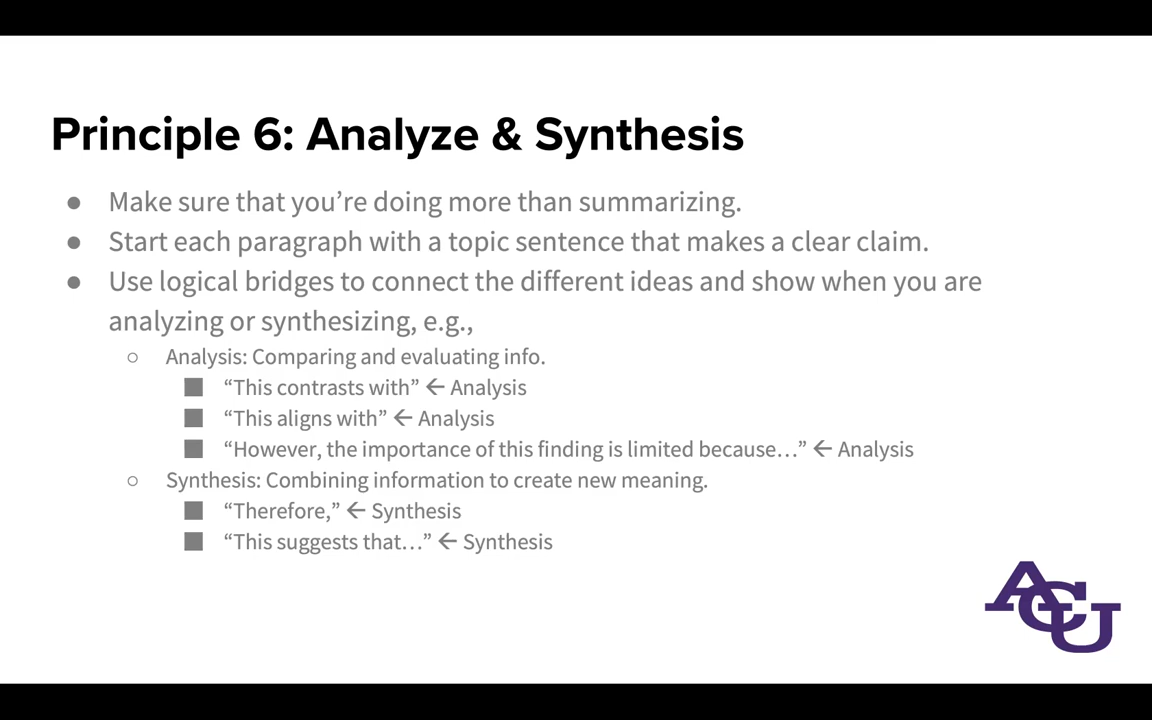 Principle 6: Analyze & Synthesis
● Make sure that you’re doing more than summarizing.
● Start each paragraph with a topic sentence that makes a clear claim.
● Use logical bridges to connect the different ideas and show when you are
analyzing or synthesizing, e.g.,
○ Analysis: Comparing and evaluating info.
■ “This contrasts with” ← Analysis
■ “This aligns with” ← Analysis
■ “However, the importance of this finding is limited because…” ← Analysis
○ Synthesis: Combining information to create new meaning.
■ “Therefore,” ← Synthesis
■ “This suggests that…” ← Synthesis
ACU